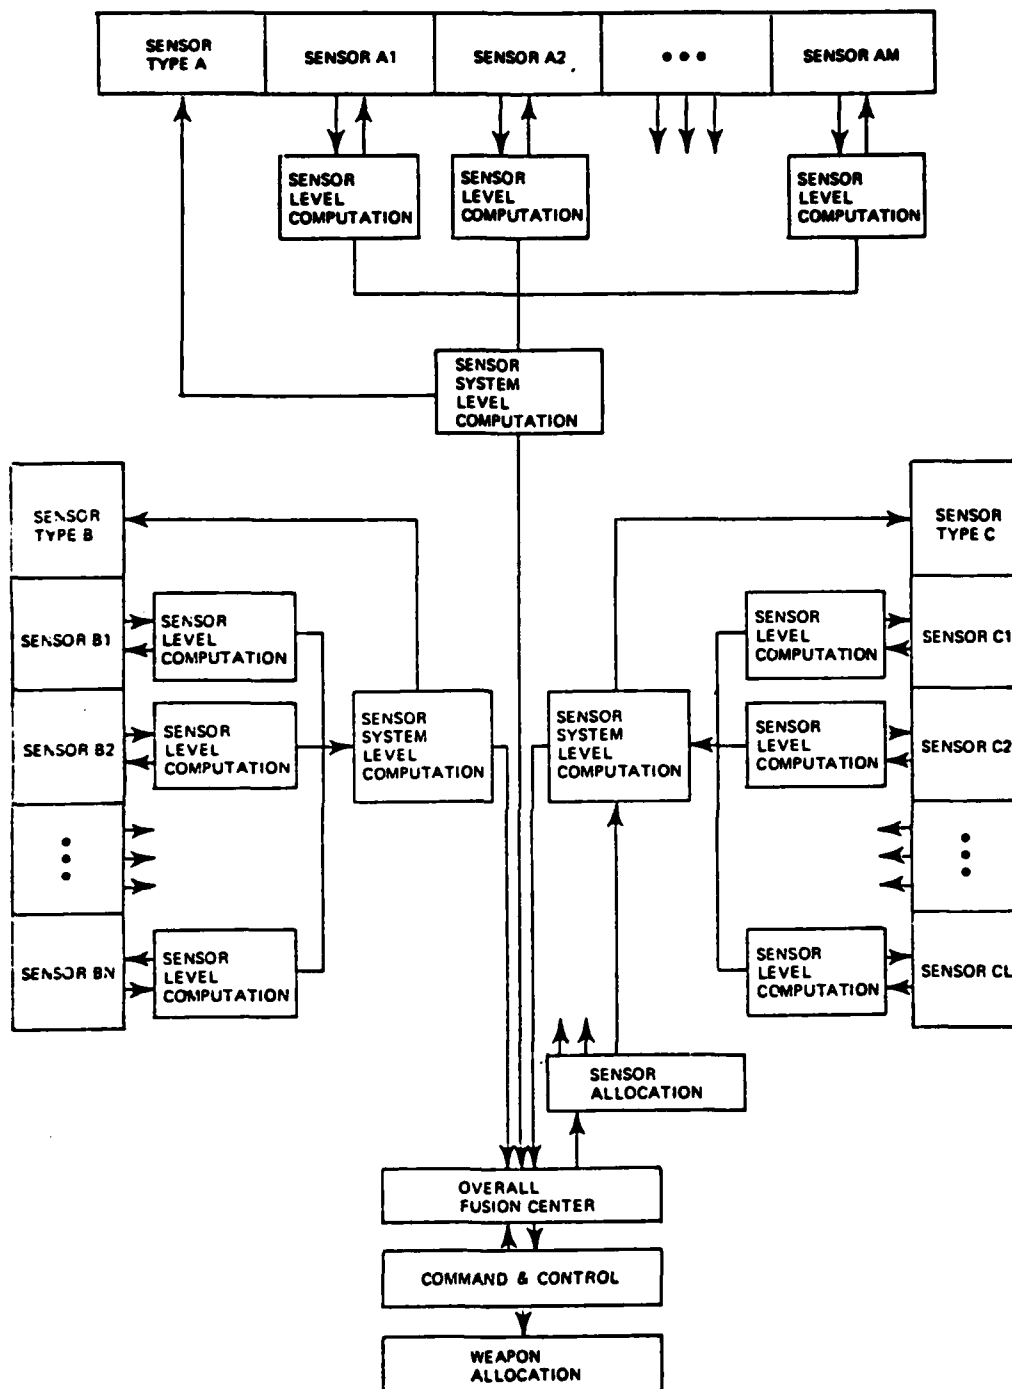 SENSOR
TYPE A
SENSOR A1
SENSOR A2
SENSOR AM
SENSOR
LEVEL
COMPUTATION
SENSOR
LEVEL
COMPUTATION
SENSOR
LEVEL
COMPUTATION
SENSOR
SYSTEM
LEVEL
COMPUTATION
SENSOR
TYPE B
SENSOR B1
SENSOR B2
SENSOR BN
SENSOR
LEVEL
COMPUTATION
SENSOR
LEVEL
COMPUTATION
SENSOR
LEVEL
COMPUTATION
SENSOR
SYSTEM
LEVEL
COMPUTATION
SENSOR
SYSTEM
LEVEL
COMPUTATION
SENSOR
LEVEL
COMPUTATION
SENSOR
LEVEL
COMPUTATION
SENSOR
LEVEL
COMPUTATION
SENSOR
TYPE C
SENSOR C1
SENSOR C2
SENSOR CL
SENSOR
ALLOCATION
OVERALL
FUSION CENTER
COMMAND & CONTROL
WEAPON
ALLOCATION